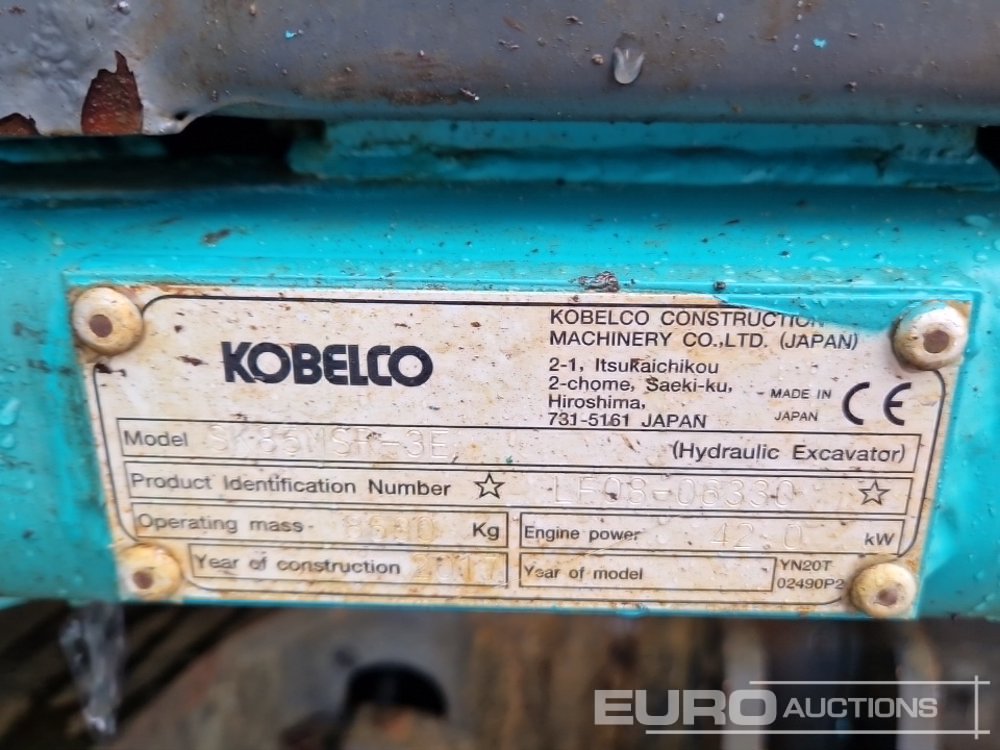 KOBELCO
KOBELCO CONSTRUCTION
MACHINERY CO.,LTD. (JAPAN)
2-1, Itsukaichikou
2-chome, Saeki-ku,
Hiroshima,
731-5161 JAPAN
MADE IN
JAPAN
CE
Model SK85MSR-3E (Hydraulic Excavator)
Product Identification Number ☆ LF08-08330 ☆
Operating mass Kg
Engine power 42.0 kW
Year of construction 2017
Year of model
YN20T
02490P2
EURO AUCTIONS